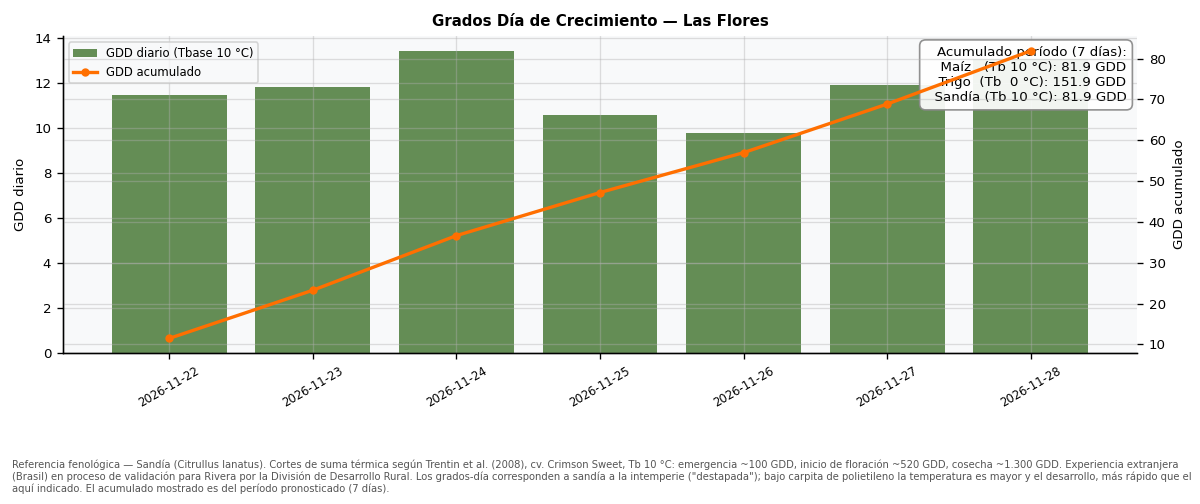 Grados Día de Crecimiento — Las Flores
GDD diario (Tbase 10 °C)
GDD acumulado
Acumulado período (7 días):
Maíz (Tb 10 °C): 81.9 GDD
Trigo (Tb 0 °C): 151.9 GDD
Sandía (Tb 10 °C): 81.9 GDD
GDD diario
14
12
10
8
6
4
2
0
80
70
60
50
40
30
20
10
GDD acumulado
2026-11-22
2026-11-23
2026-11-24
2026-11-25
2026-11-26
2026-11-27
2026-11-28
Referencia fenológica — Sandía (Citrullus lanatus). Cortes de suma térmica según Trentin et al. (2008), cv. Crimson Sweet, Tb 10 °C: emergencia ~100 GDD, inicio de floración ~520 GDD, cosecha ~1.300 GDD. Experiencia extranjera
(Brasil) en proceso de validación para Rivera por la División de Desarrollo Rural. Los grados-día corresponden a sandía a la intemperie ("destapada"); bajo carpita de polietileno la temperatura es mayor y el desarrollo, más rápido que el
aquí indicado. El acumulado mostrado es del período pronosticado (7 días).